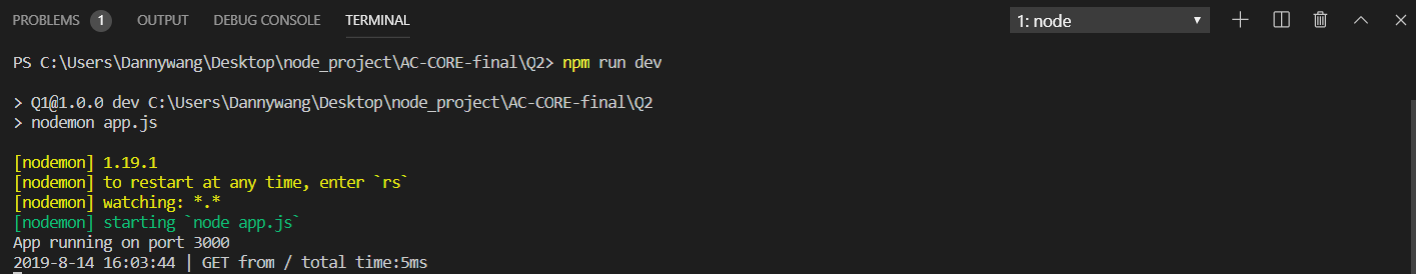 PROBLEMS 1 OUTPUT DEBUG CONSOLE TERMINAL 1: node
PS C:\Users\Dannywang\Desktop\node_project\AC-CORE-final\Q2> npm run dev
> Q1@1.0.0 dev C:\Users\Dannywang\Desktop\node_project\AC-CORE-final\Q2
> nodemon app.js
[nodemon] 1.19.1
[nodemon] to restart at any time, enter `rs`
[nodemon] watching: *.*
[nodemon] starting `node app.js`
App running on port 3000
2019-8-14 16:03:44 | GET from / total time:5ms